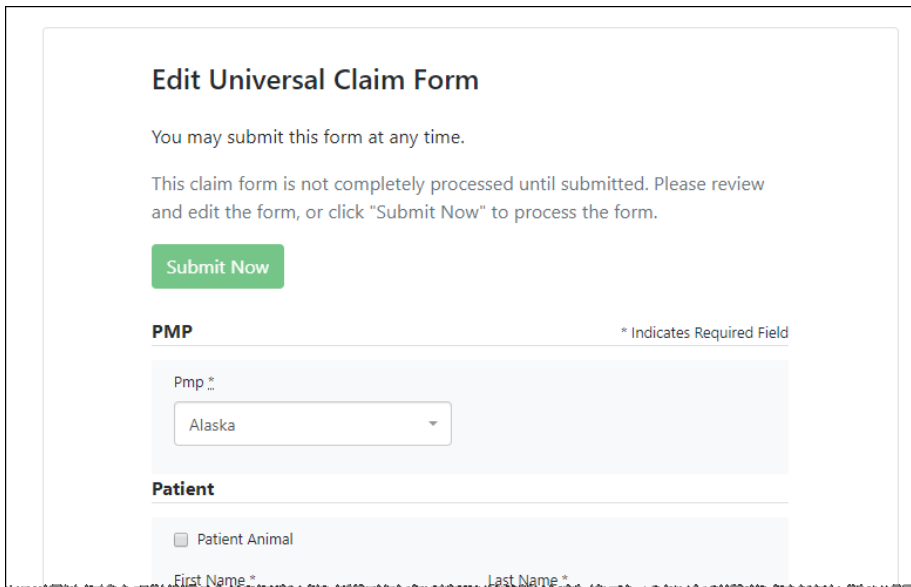 Edit Universal Claim Form
You may submit this form at any time.
This claim form is not completely processed until submitted. Please review
and edit the form, or click "Submit Now" to process the form.
Submit Now
PMP * Indicates Required Field
Pmp *
Alaska
Patient
Patient Animal
First Name * Last Name *